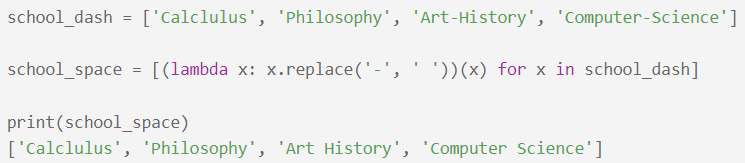 school_dash = ['Calclulus', 'Philosophy', 'Art-History', 'Computer-Science']
school_space = [(lambda x: x.replace('-', ' '))(x) for x in school_dash]
print(school_space)
['Calclulus', 'Philosophy', 'Art History', 'Computer Science']